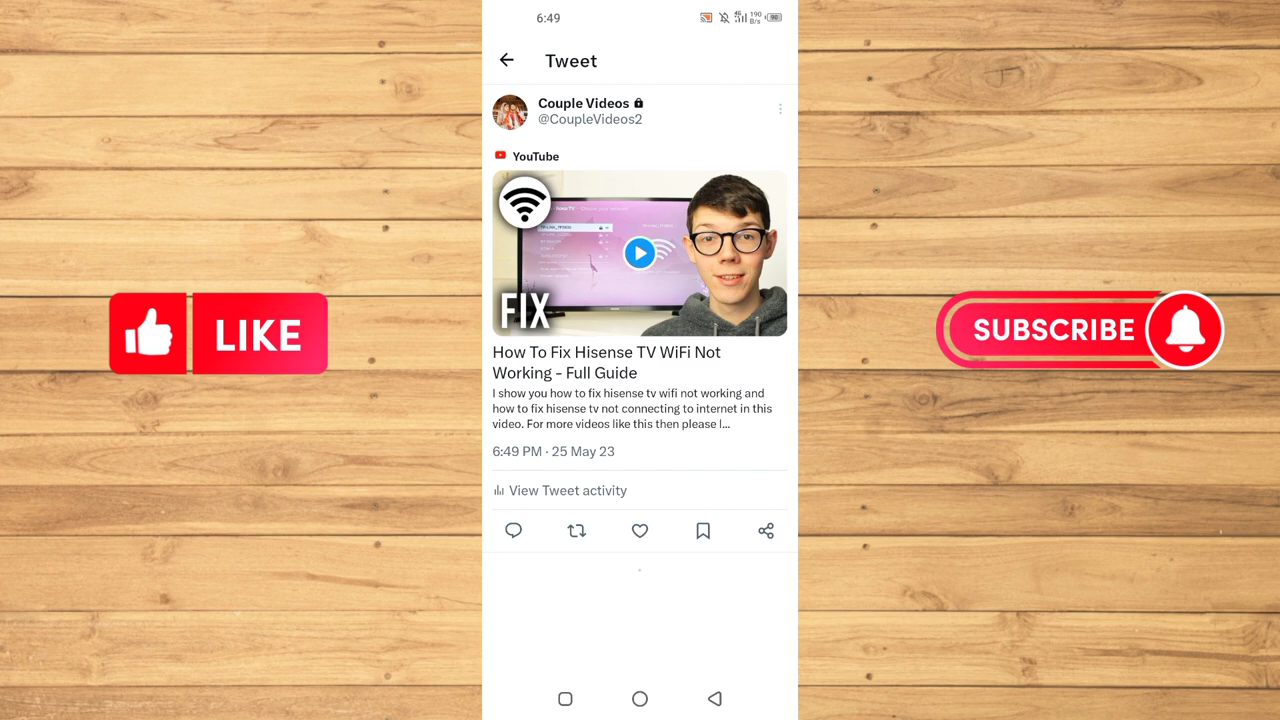 6:49
4G
190
B/s
90
Tweet
Couple Videos
@CoupleVideos2
YouTube
FIX
LIKE
SUBSCRIBE
How To Fix Hisense TV WiFi Not
Working - Full Guide
I show you how to fix hisense tv wifi not working and
how to fix hisense tv not connecting to internet in this
video. For more videos like this then please l...
6:49 PM · 25 May 23
View Tweet activity